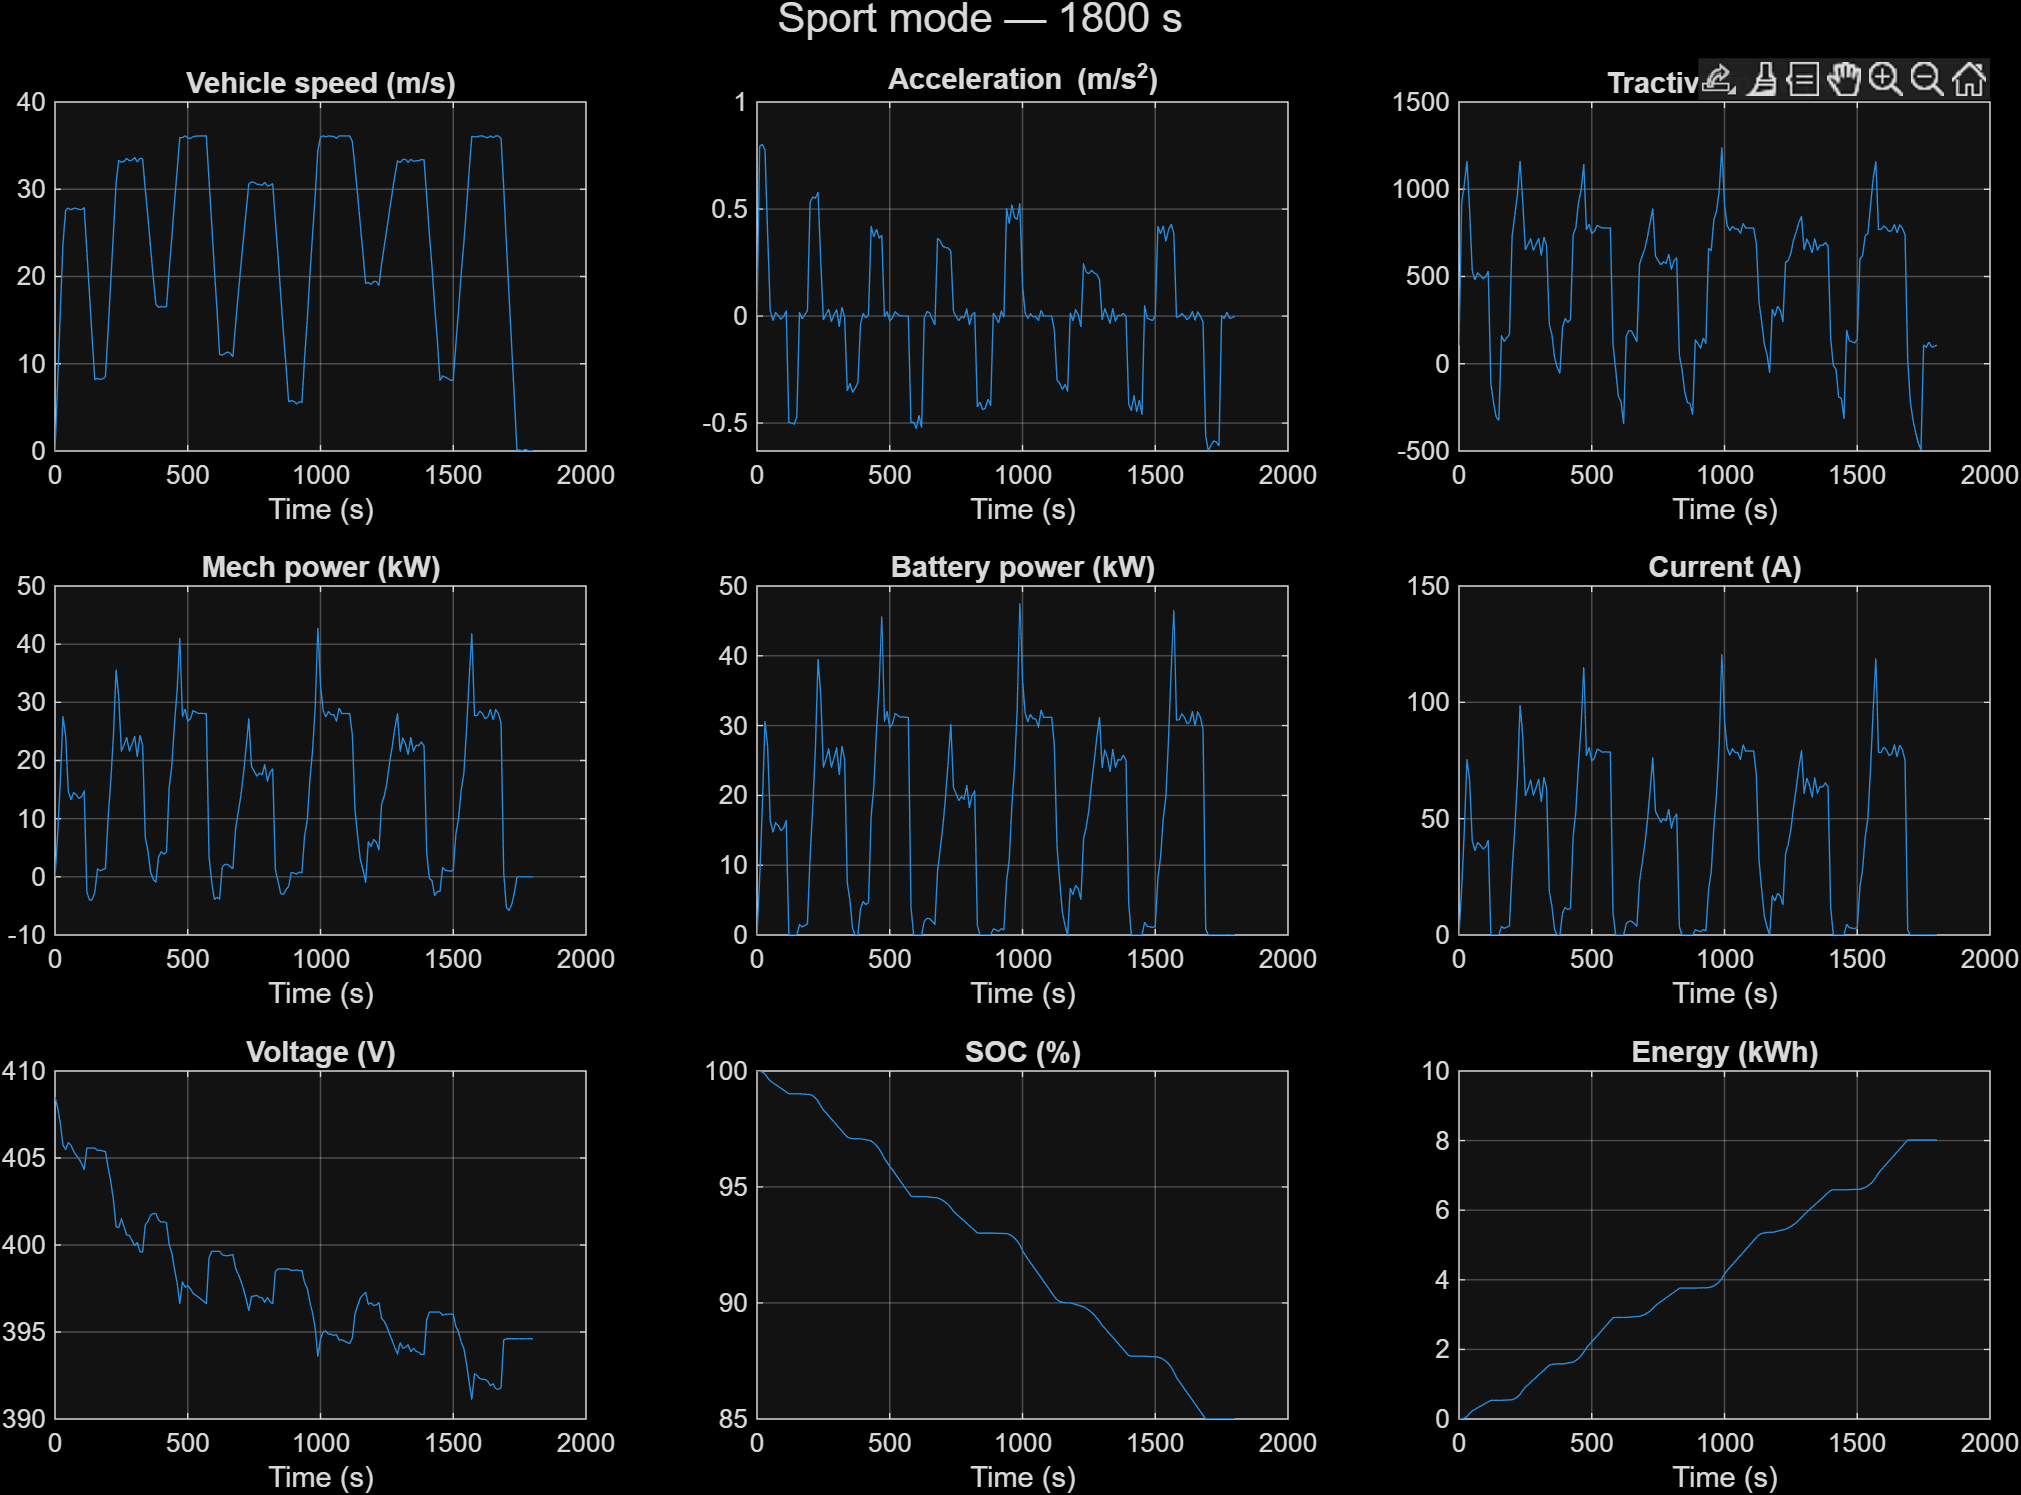 Sport mode — 1800 s
Vehicle speed (m/s)
40
30
20
10
0
0 500 1000 1500 2000
Time (s)
Acceleration (m/s²)
1
0.5
0
-0.5
0 500 1000 1500 2000
Time (s)
Tractiv
1500
1000
500
0
-500
0 500 1000 1500 2000
Time (s)
Mech power (kW)
50
40
30
20
10
0
-10
0 500 1000 1500 2000
Time (s)
Battery power (kW)
50
40
30
20
10
0
0 500 1000 1500 2000
Time (s)
Current (A)
150
100
50
0
0 500 1000 1500 2000
Time (s)
Voltage (V)
410
405
400
395
390
0 500 1000 1500 2000
Time (s)
SOC (%)
100
95
90
85
0 500 1000 1500 2000
Time (s)
Energy (kWh)
10
8
6
4
2
0
0 500 1000 1500 2000
Time (s)